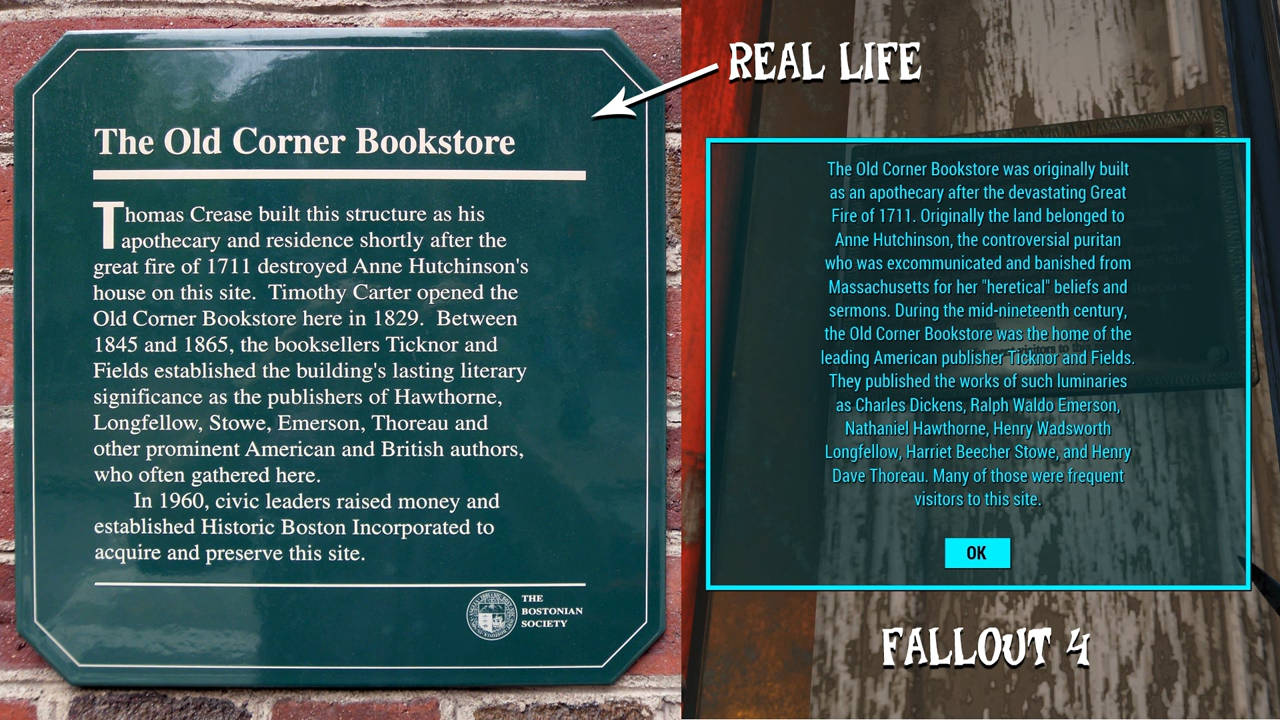 The Old Corner Bookstore
Thomas Crease built this structure as his
apothecary and residence shortly after the
great fire of 1711 destroyed Anne Hutchinson's
house on this site. Timothy Carter opened the
Old Corner Bookstore here in 1829. Between
1845 and 1865, the booksellers Ticknor and
Fields established the building's lasting literary
significance as the publishers of Hawthorne,
Longfellow, Stowe, Emerson, Thoreau and
other prominent American and British authors,
who often gathered here.
In 1960, civic leaders raised money and
established Historic Boston Incorporated to
acquire and preserve this site.
THE
BOSTONIAN
SOCIETY
REAL LIFE
The Old Corner Bookstore was originally built
as an apothecary after the devastating Great
Fire of 1711. Originally the land belonged to
Anne Hutchinson, the controversial puritan
who was excommunicated and banished from
Massachusetts for her "heretical" beliefs and
sermons. During the mid-nineteenth century,
the Old Corner Bookstore was the home of the
leading American publisher Ticknor and Fields.
They published the works of such luminaries
as Charles Dickens, Ralph Waldo Emerson,
Nathaniel Hawthorne, Henry Wadsworth
Longfellow, Harriet Beecher Stowe, and Henry
Dave Thoreau. Many of those were frequent
visitors to this site.
OK
FALLOUT 4